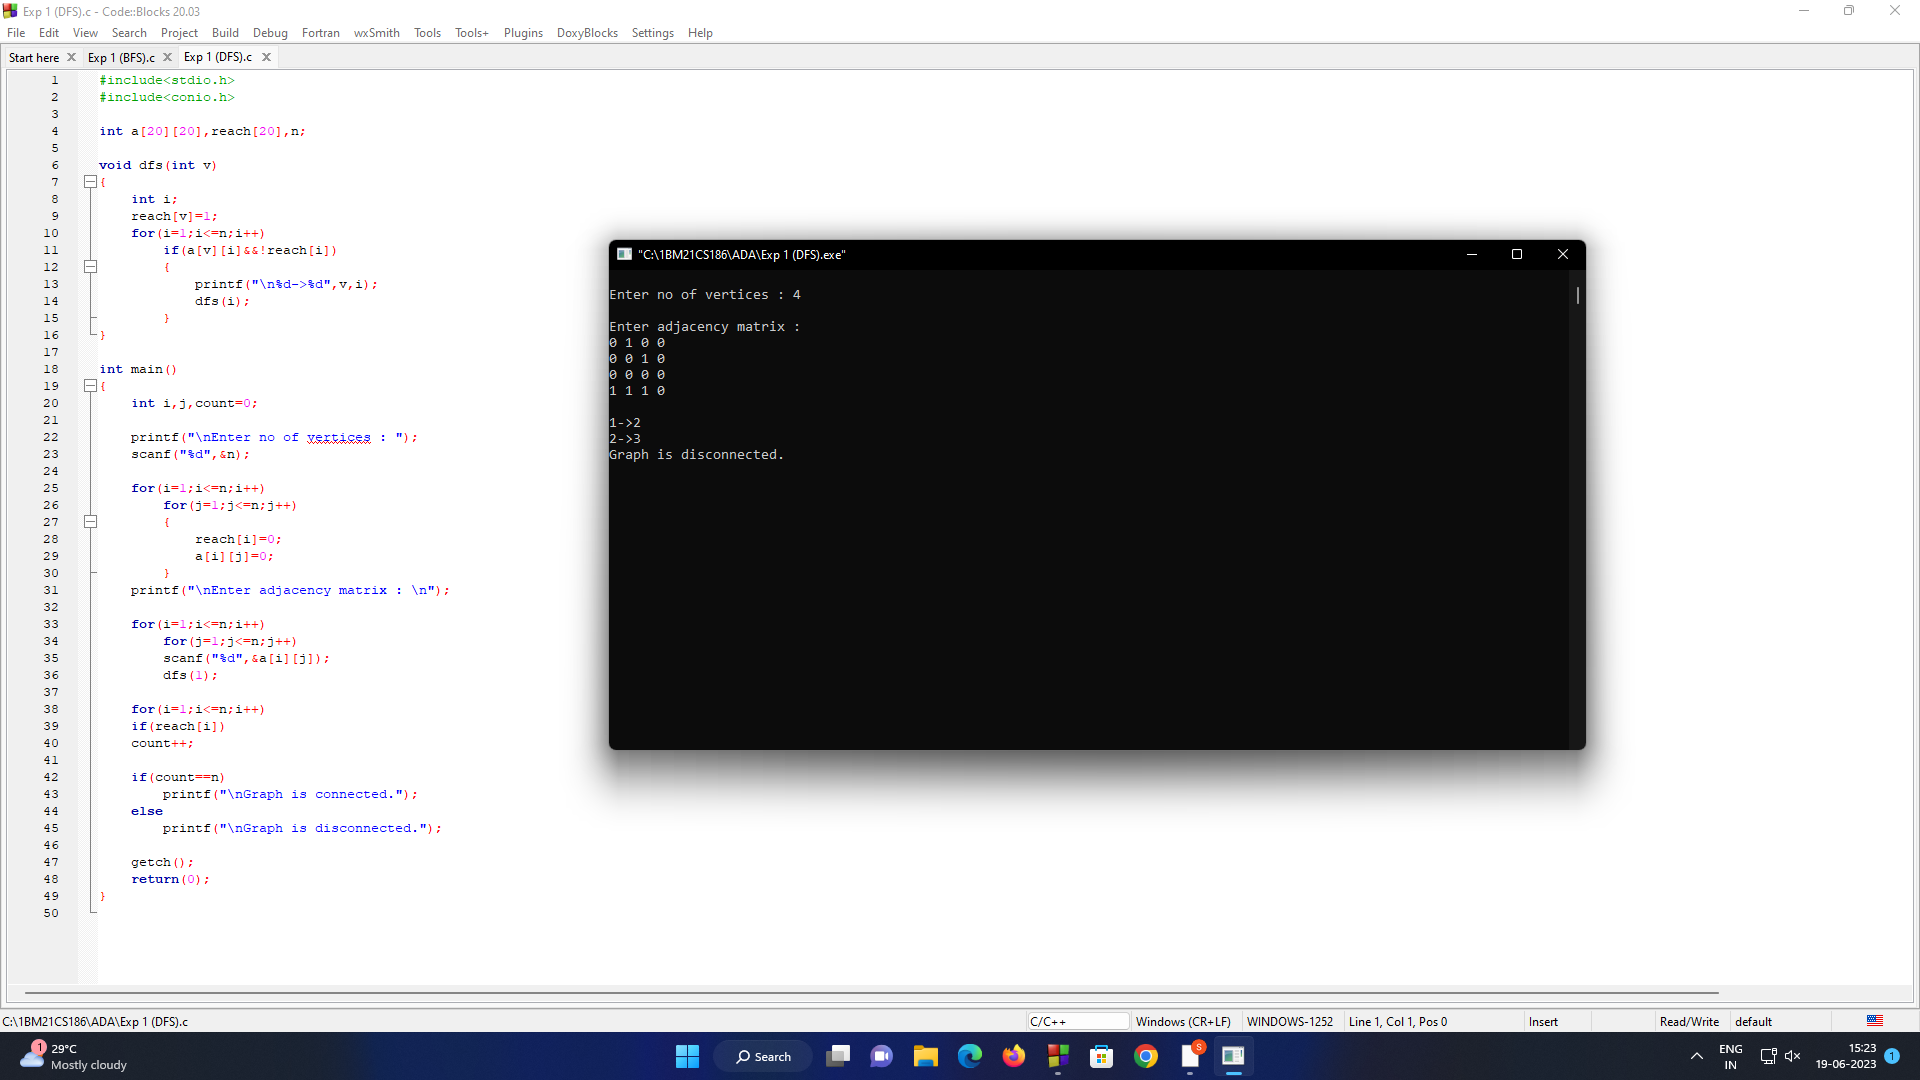 Exp 1 (DFS).c - Code::Blocks 20.03
File Edit View Search Project Build Debug Fortran wxSmith Tools Tools+ Plugins DoxyBlocks Settings Help
Start here Exp 1 (BFS).c Exp 1 (DFS).c
1 #include<stdio.h>
2 #include<conio.h>
3
4 int a[20][20],reach[20],n;
5
6 void dfs(int v)
7 {
8 int i;
9 reach[v]=1;
10 for(i=1;i<=n;i++)
11 if(a[v][i]&&!reach[i])
12 {
13 printf("\n%d->%d",v,i);
14 dfs(i);
15 }
16 }
17
18 int main()
19 {
20 int i,j,count=0;
21
22 printf("\nEnter no of vertices : ");
23 scanf("%d",&n);
24
25 for(i=1;i<=n;i++)
26 for(j=1;j<=n;j++)
27 {
28 reach[i]=0;
29 a[i][j]=0;
30 }
31 printf("\nEnter adjacency matrix : \n");
32
33 for(i=1;i<=n;i++)
34 for(j=1;j<=n;j++)
35 scanf("%d",&a[i][j]);
36 dfs(1);
37
38 for(i=1;i<=n;i++)
39 if(reach[i])
40 count++;
41
42 if(count==n)
43 printf("\nGraph is connected.");
44 else
45 printf("\nGraph is disconnected.");
46
47 getch();
48 return(0);
49 }
50
"C:\1BM21CS186\ADA\Exp 1 (DFS).exe"
Enter no of vertices : 4
Enter adjacency matrix :
0 1 0 0
0 0 1 0
0 0 0 0
1 1 1 0
1->2
2->3
Graph is disconnected.
C:\1BM21CS186\ADA\Exp 1 (DFS).c C/C++ Windows (CR+LF) WINDOWS-1252 Line 1, Col 1, Pos 0 Insert Read/Write default
1
29°C
Mostly cloudy
Search
S
ENG
IN
15:23
19-06-2023
1